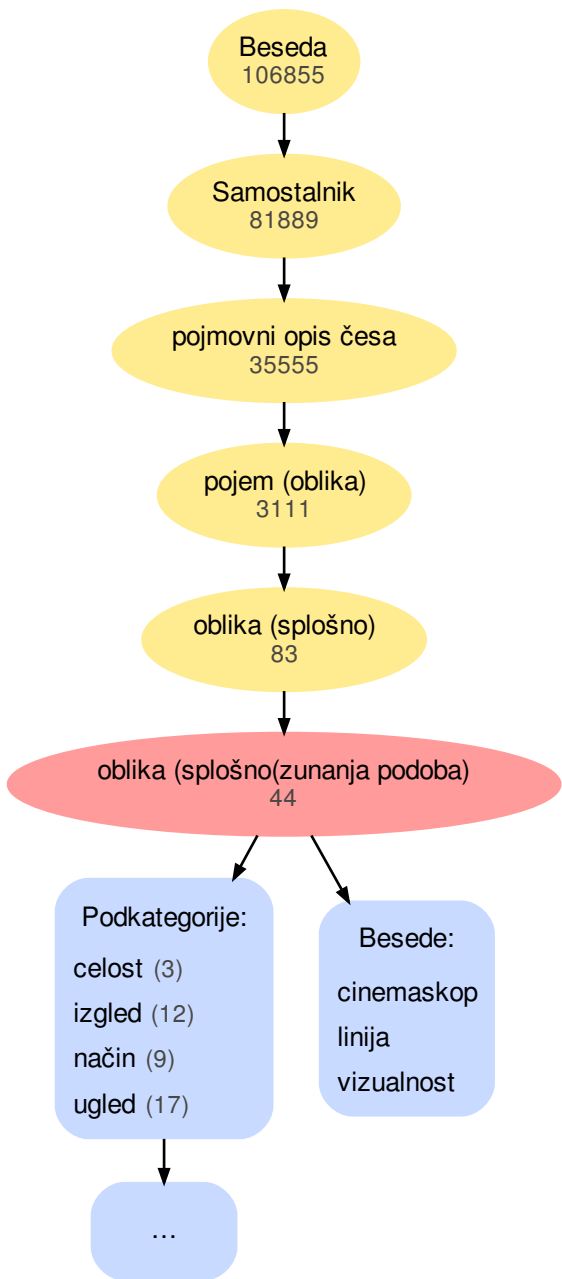 Beseda
106855
Samostalnik
81889
pojmovni opis česa
35555
pojem (oblika)
3111
oblika (splošno)
83
oblika (splošno(zunanja podoba)
44
Podkategorije:
celost (3)
izgled (12)
način (9)
ugled (17)
Besede:
cinemaskop
linija
vizualnost
...